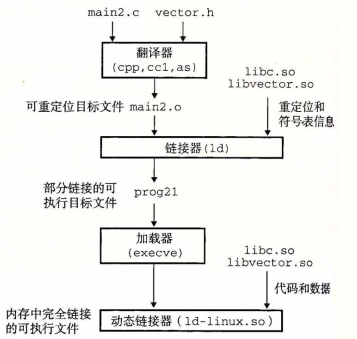 main2.c vector.h
翻译器
(cpp,cc1,as)
libc.so
libvector.so
可重定位目标文件 main2.o
重定位和
符号表信息
链接器(ld)
部分链接的可
执行目标文件
prog21
加载器
(execve)
libc.so
libvector.so
代码和数据
内存中完全链接
的可执行文件
动态链接器(ld-linux.so)